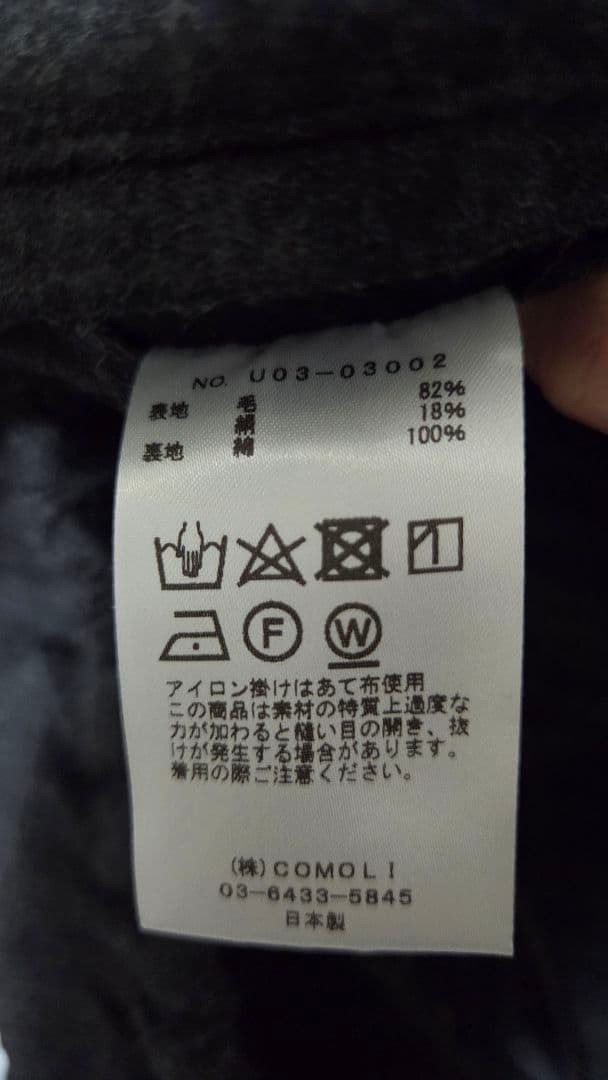 NO. U03-03002
表地 毛 82%
絹 18%
裏地 綿 100%
F W
アイロン掛けはあて布使用
この商品は素材の特質上過度な
力が加わると縫い目の開き、抜
けが発生する場合があります。
着用の際ご注意ください。
(株)COMOLI
03-6433-5845
日本製